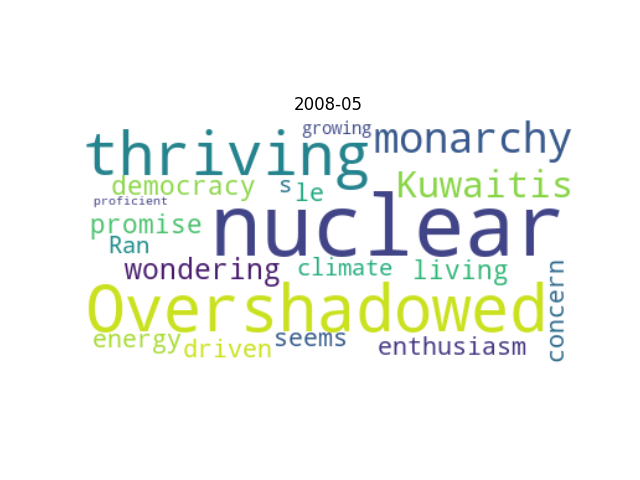 2008-05
growing
thriving monarchy
democracy s le Kuwaitis
proficient
promise nuclear
Ran
wondering climate living
Overshadowed concern
energy driven seems enthusiasm